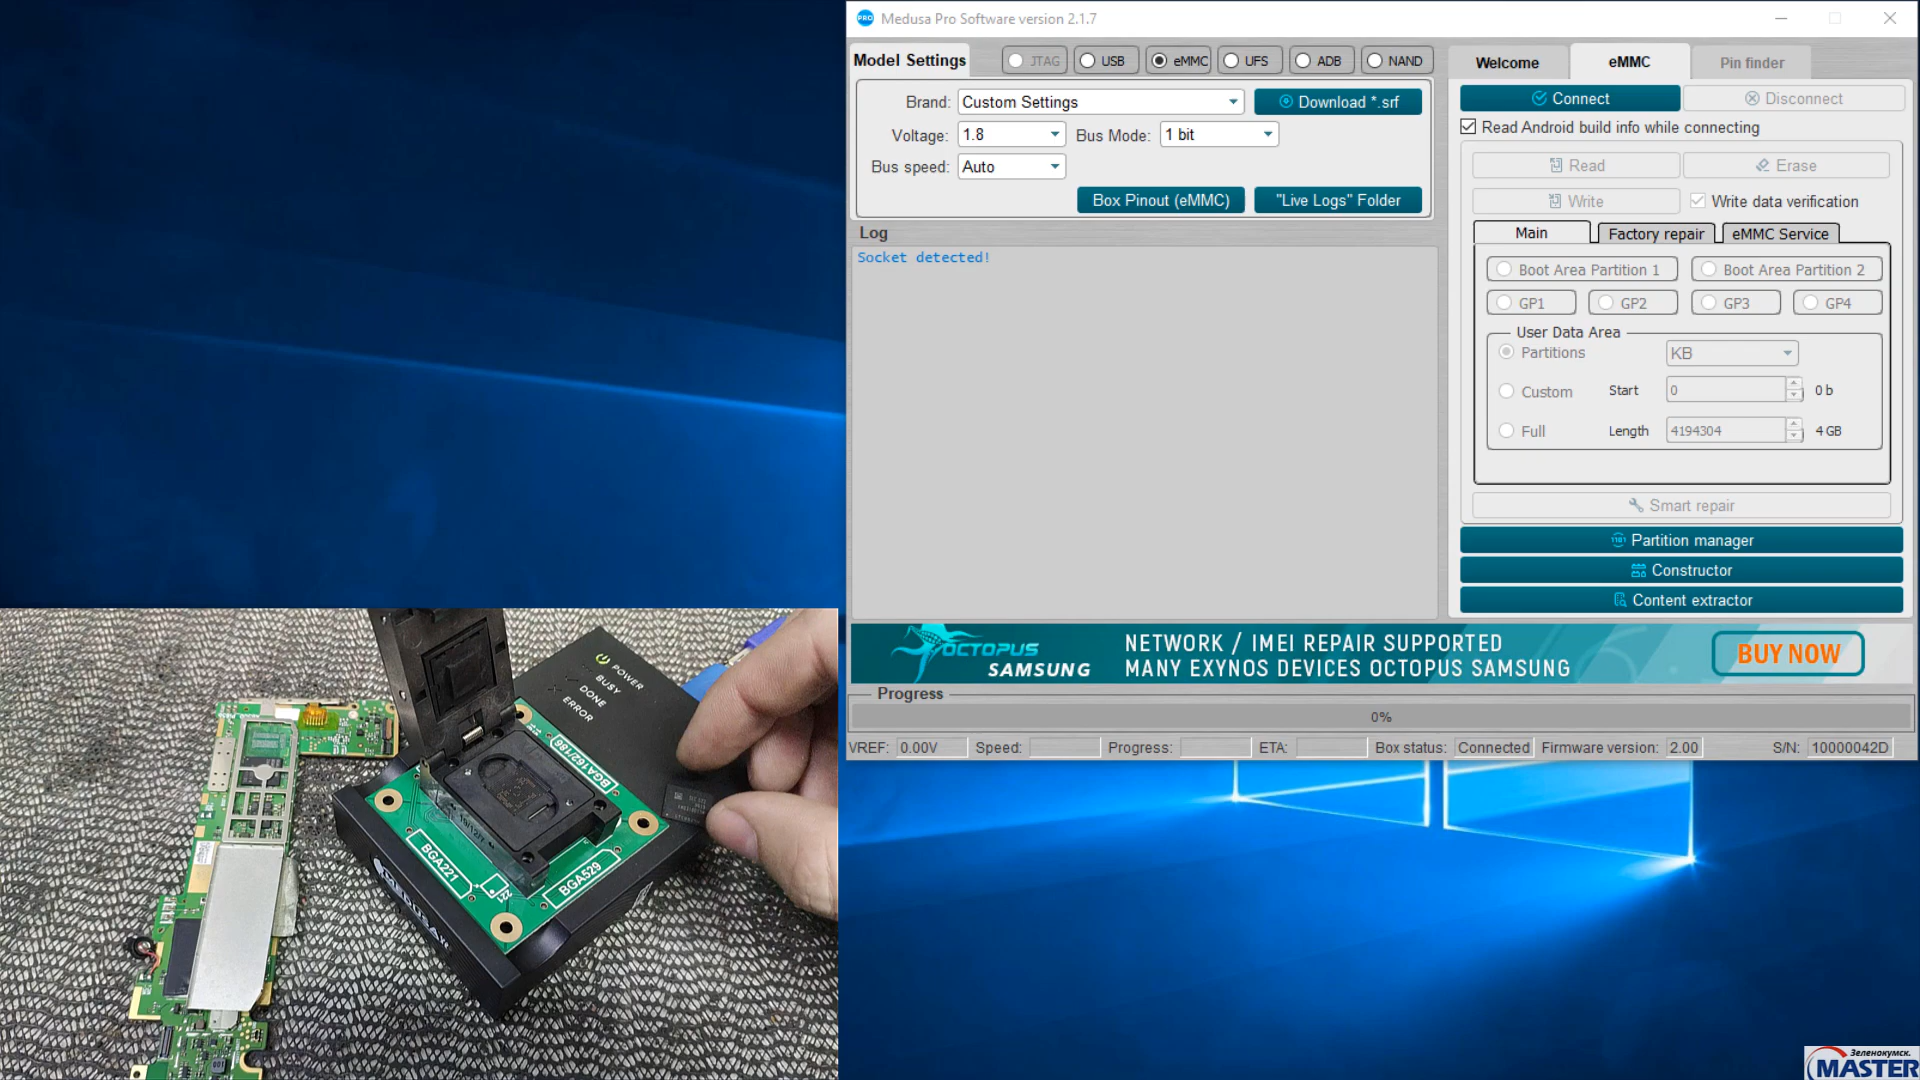 Medusa Pro Software version 2.1.7
Model Settings
JTAG
USB
eMMC
UFS
ADB
NAND
Brand:
Custom Settings
Download *.srf
Voltage:
1.8
Bus Mode:
1 bit
Bus speed:
Auto
Box Pinout (eMMC)
"Live Logs" Folder
Log
Socket detected!
Welcome
eMMC
Pin finder
Connect
Disconnect
Read Android build info while connecting
Read
Erase
Write
Write data verification
Main
Factory repair
eMMC Service
Boot Area Partition 1
Boot Area Partition 2
GP1
GP2
GP3
GP4
User Data Area
Partitions
KB
Custom
Start
0
0 b
Full
Length
4194304
4 GB
Smart repair
Partition manager
Constructor
Content extractor
OCTOPUS
SAMSUNG
NETWORK / IMEI REPAIR SUPPORTED
MANY EXYNOS DEVICES OCTOPUS SAMSUNG
BUY NOW
Progress
0%
VREF: 0.00V
Speed:
Progress:
ETA:
Box status: Connected
Firmware version: 2.00
S/N: 10000042D
POWER
BUSY
DONE
ERROR
BGA162/186
BGA221
BGA529
Зеленокумск.
MASTER